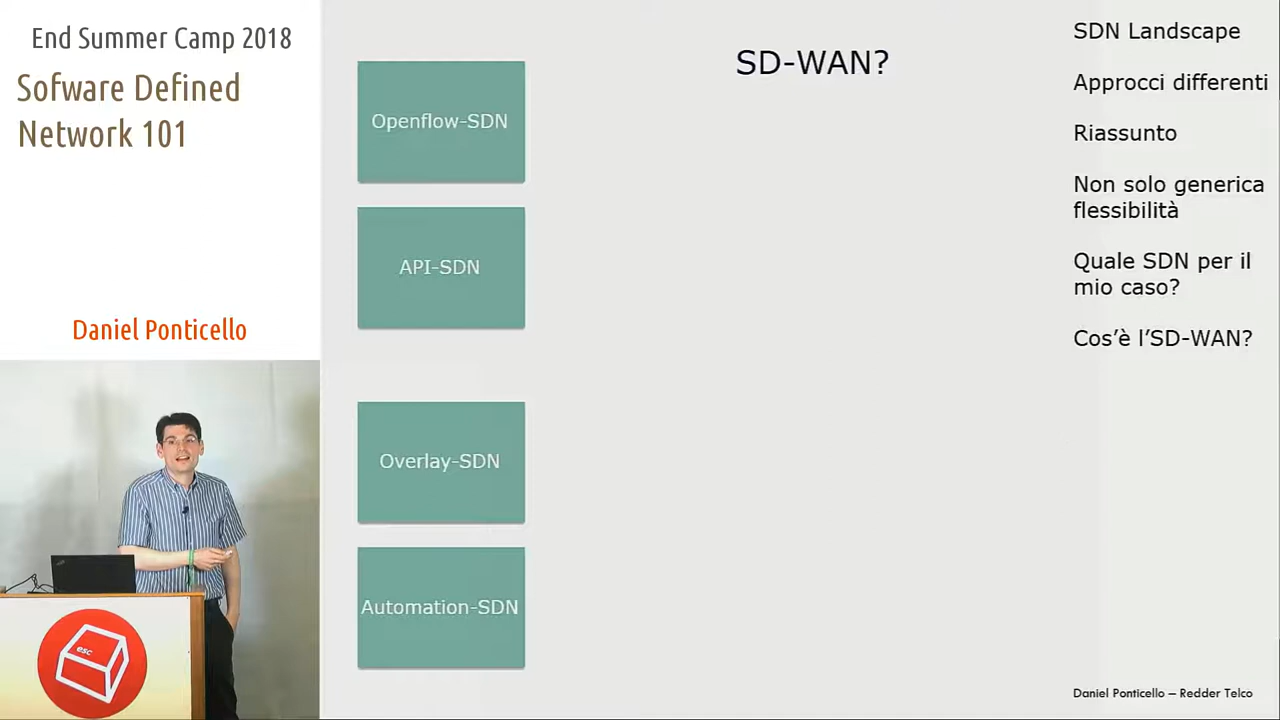 End Summer Camp 2018
Sofware Defined
Network 101
Daniel Ponticello
esc
SD-WAN?
Openflow-SDN
API-SDN
Overlay-SDN
Automation-SDN
SDN Landscape
Approcci differenti
Riassunto
Non solo generica
flessibilità
Quale SDN per il
mio caso?
Cos'è l'SD-WAN?
Daniel Ponticello – Redder Telco